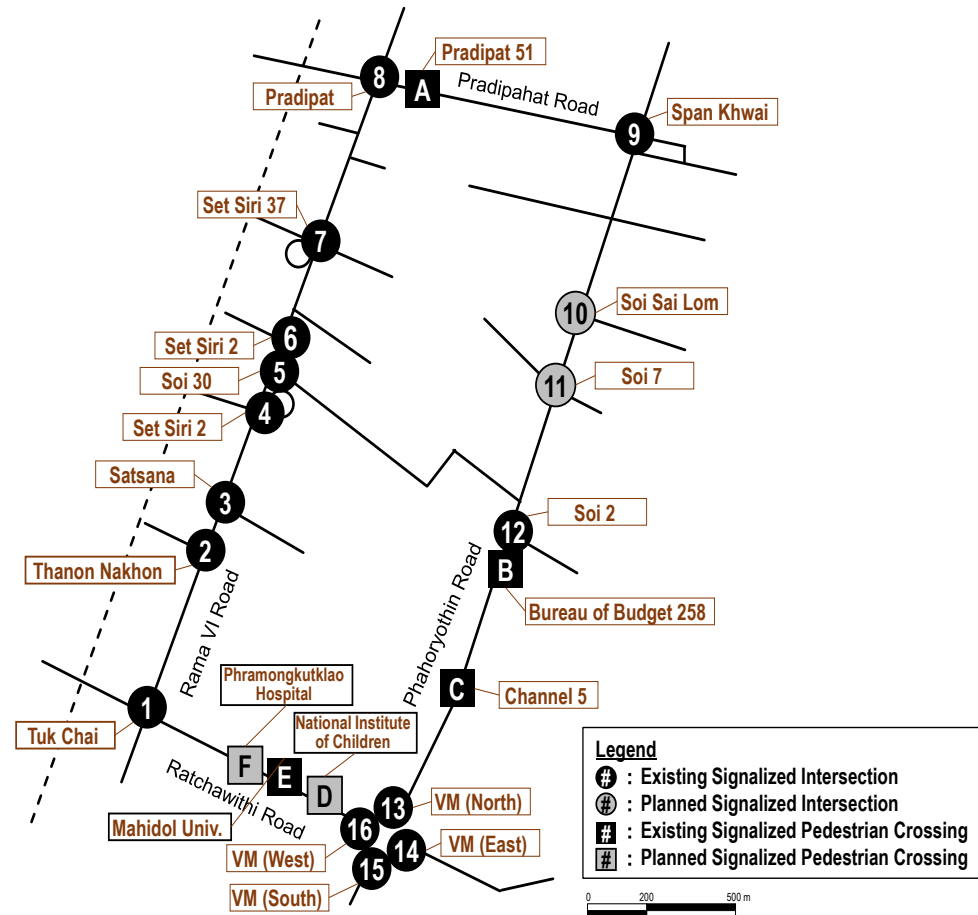 Pradipat 51
8
A
Pradipahat Road
Pradipat
Span Khwai
9
Set Siri 37
7
Soi Sai Lom
10
6
Set Siri 2
5
Soi 30
Soi 7
11
4
Set Siri 2
Satsana
3
Soi 2
12
2
B
Thanon Nakhon
Bureau of Budget 258
Rama VI Road
Phahoryothin Road
Phramongkutklao
Hospital
C
Channel 5
1
Tuk Chai
National Institute
of Children
F
E
D
Ratchawithi Road
Mahidol Univ.
13
VM (North)
16
VM (West)
14
VM (East)
15
VM (South)
Legend
# : Existing Signalized Intersection
# : Planned Signalized Intersection
# : Existing Signalized Pedestrian Crossing
# : Planned Signalized Pedestrian Crossing
0 200 500 m